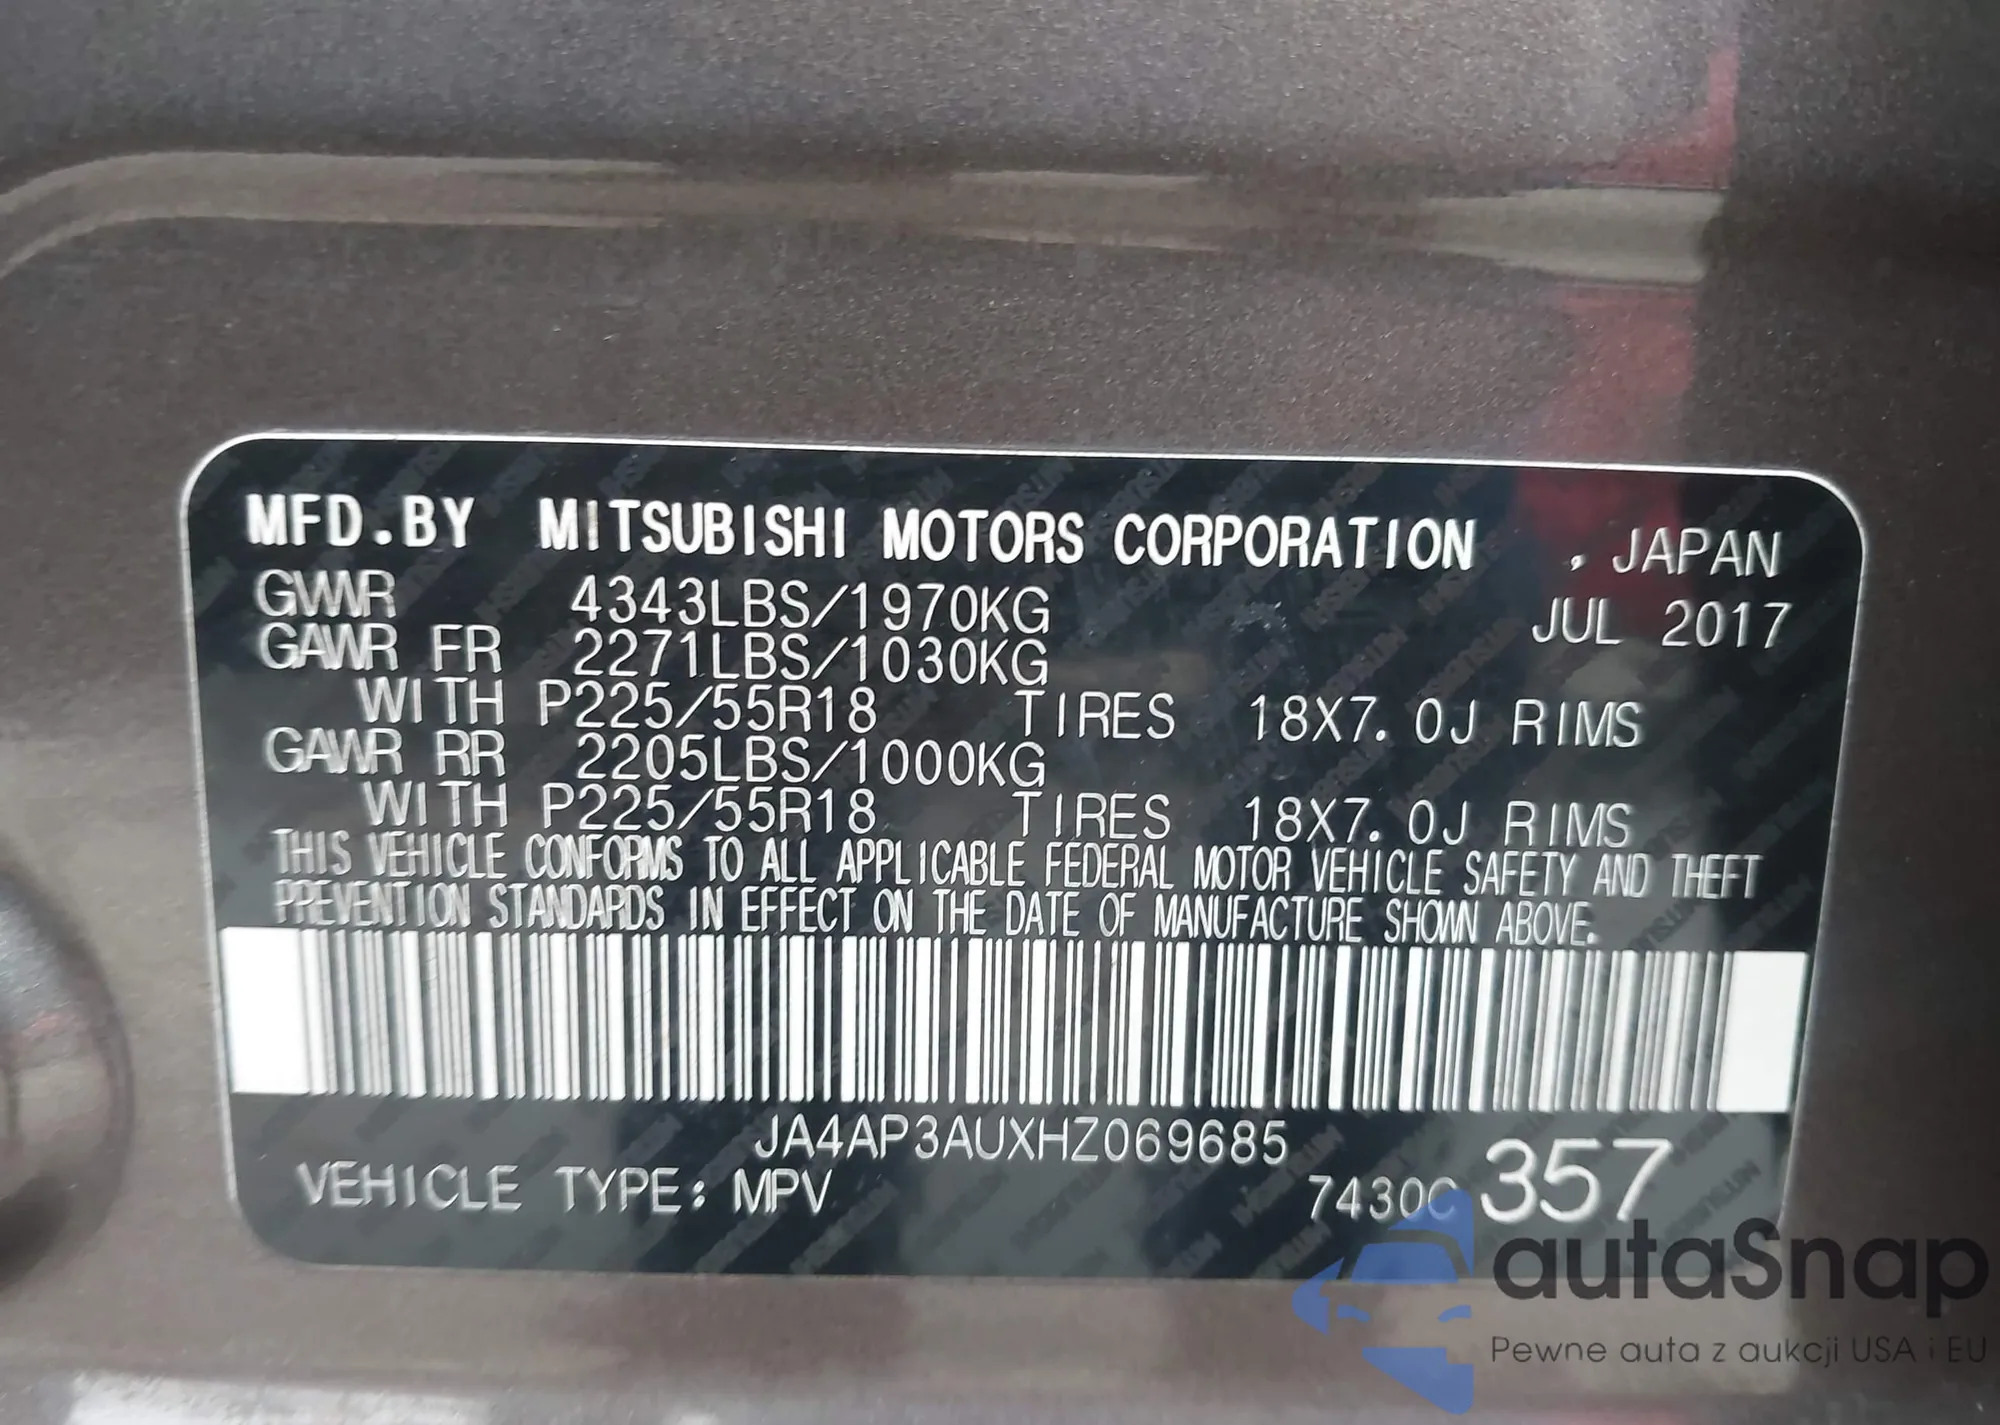 MFD.BY MITSUBISHI MOTORS CORPORATION , JAPAN
GVWR 4343LBS/1970KG JUL 2017
GAWR FR 2271LBS/1030KG
WITH P225/55R18 TIRES 18X7.0J RIMS
GAWR RR 2205LBS/1000KG
WITH P225/55R18 TIRES 18X7.0J RIMS
THIS VEHICLE CONFORMS TO ALL APPLICABLE FEDERAL MOTOR VEHICLE SAFETY AND THEFT
PREVENTION STANDARDS IN EFFECT ON THE DATE OF MANUFACTURE SHOWN ABOVE.
JA4AP3AUXHZ069685
VEHICLE TYPE: MPV 7430C 357
autaSnap
Pewne auta z aukcji USA i EU